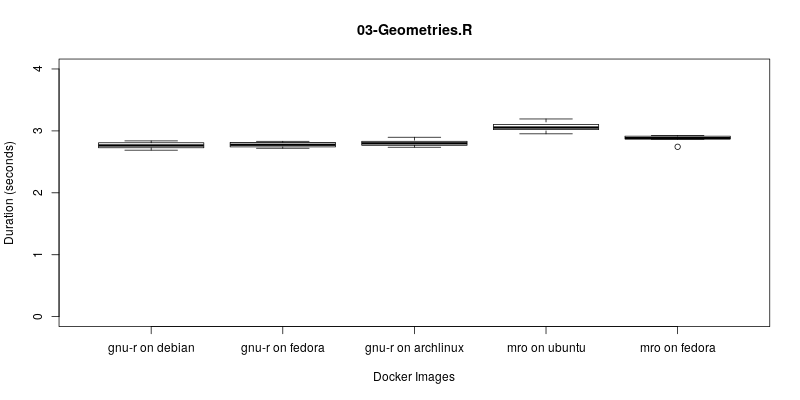 03-Geometries.R
Duration (seconds)
4
3
2
1
0
gnu-r on debian
gnu-r on fedora
gnu-r on archlinux
mro on ubuntu
mro on fedora
Docker Images